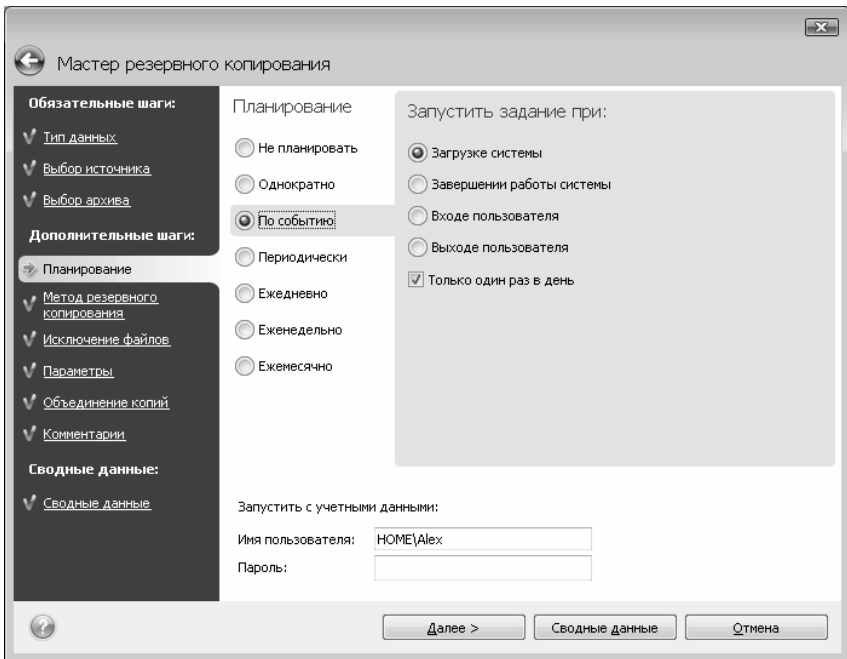 Мастер резервного копирования
Обязательные шаги:
Тип данных
Выбор источника
Выбор архива
Дополнительные шаги:
Планирование
Метод резервного
копирования
Исключение файлов
Параметры
Объединение копий
Комментарии
Сводные данные:
Сводные данные
Планирование
Не планировать
Однократно
По событию
Периодически
Ежедневно
Еженедельно
Ежемесячно
Запустить задание при:
Загрузке системы
Завершении работы системы
Входе пользователя
Выходе пользователя
Только один раз в день
Запустить с учетными данными:
Имя пользователя: HOME\Alex
Пароль:
?
Далее >
Сводные данные
Отмена